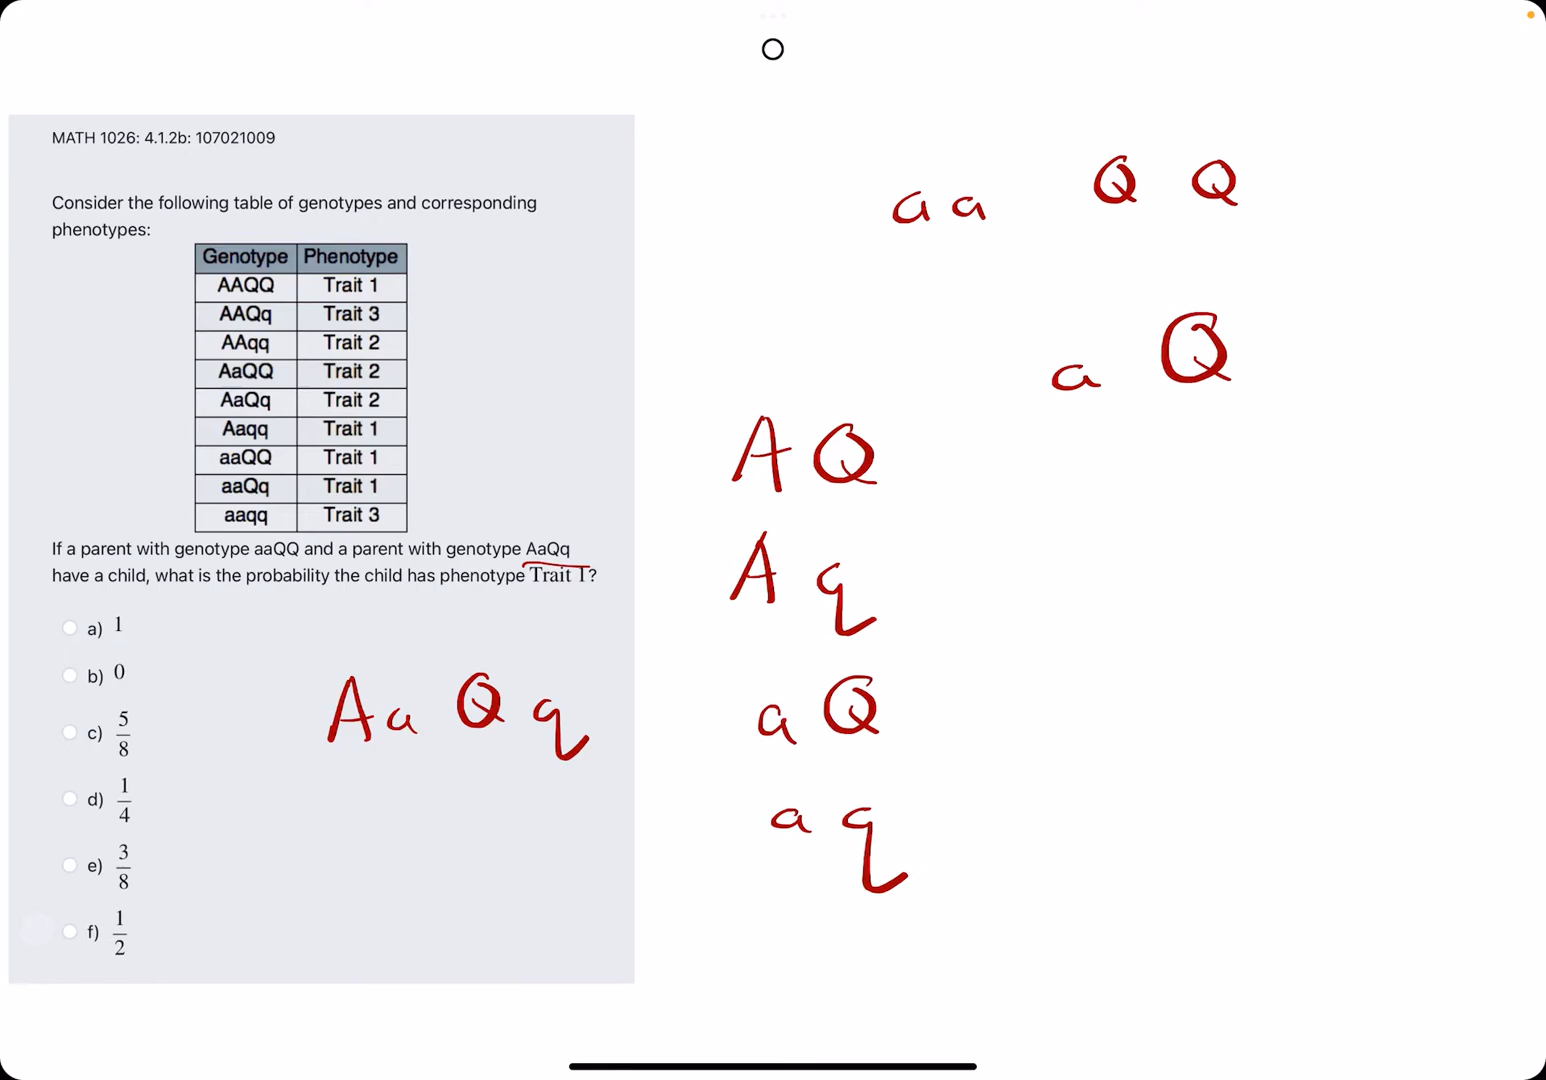 MATH 1026: 4.1.2b: 107021009
Consider the following table of genotypes and corresponding
phenotypes:
Genotype Phenotype
AAQQ Trait 1
AAQq Trait 3
AAqq Trait 2
AaQQ Trait 2
AaQq Trait 2
Aaqq Trait 1
aaQQ Trait 1
aaQq Trait 1
aaqq Trait 3
If a parent with genotype aaQQ and a parent with genotype AaQq
have a child, what is the probability the child has phenotype Trait 1?
a) 1
b) 0
c) 5/8
d) 1/4
e) 3/8
f) 1/2
A a Q q
a a Q Q
a Q
A Q
A q
a Q
a q